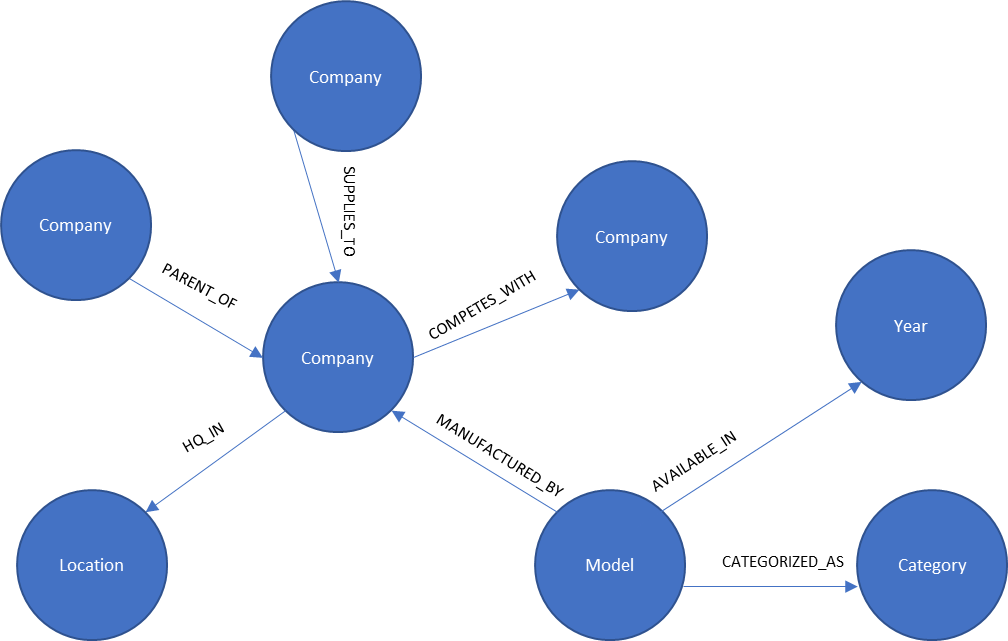 Company
SUPPLIES_TO
Company
Company
PARENT_OF
COMPETES_WITH
Year
Company
HQ_IN
MANUFACTURED_BY
AVAILABLE_IN
Location
Model
CATEGORIZED_AS
Category